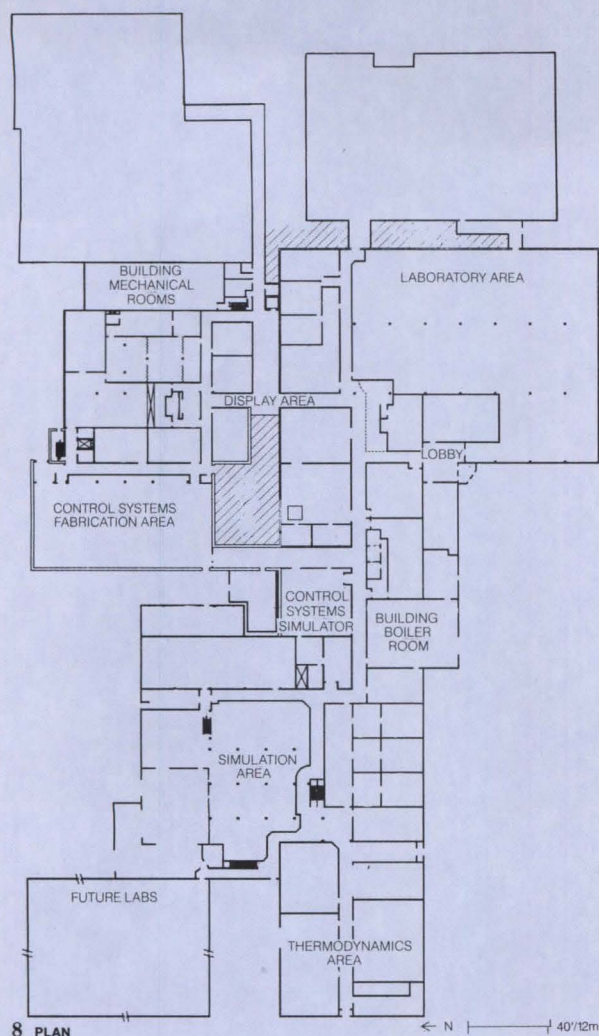 BUILDING
MECHANICAL
ROOMS
LABORATORY AREA
DISPLAY AREA
LOBBY
CONTROL SYSTEMS
FABRICATION AREA
CONTROL
SYSTEMS
SIMULATOR
BUILDING
BOILER
ROOM
SIMULATION
AREA
FUTURE LABS
THERMODYNAMICS
AREA
8 PLAN
← N 40'/12m